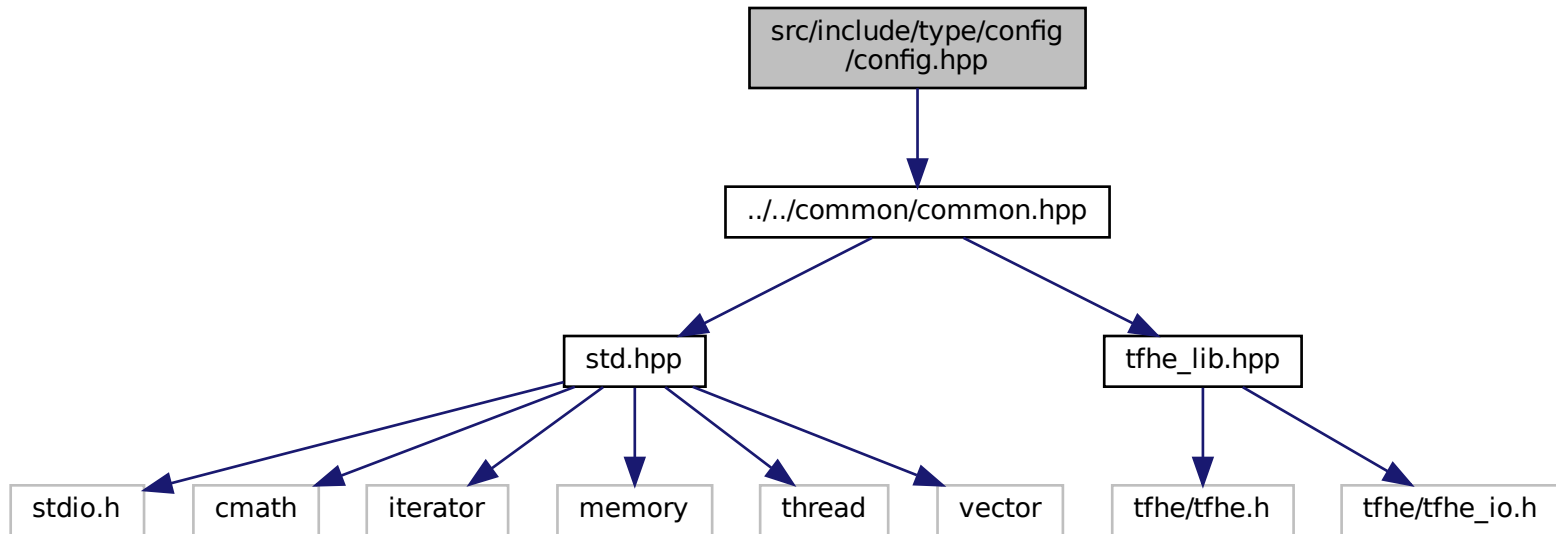 src/include/type/config
/config.hpp
../../common/common.hpp
std.hpp
tfhe_lib.hpp
stdio.h
cmath
iterator
memory
thread
vector
tfhe/tfhe.h
tfhe/tfhe_io.h